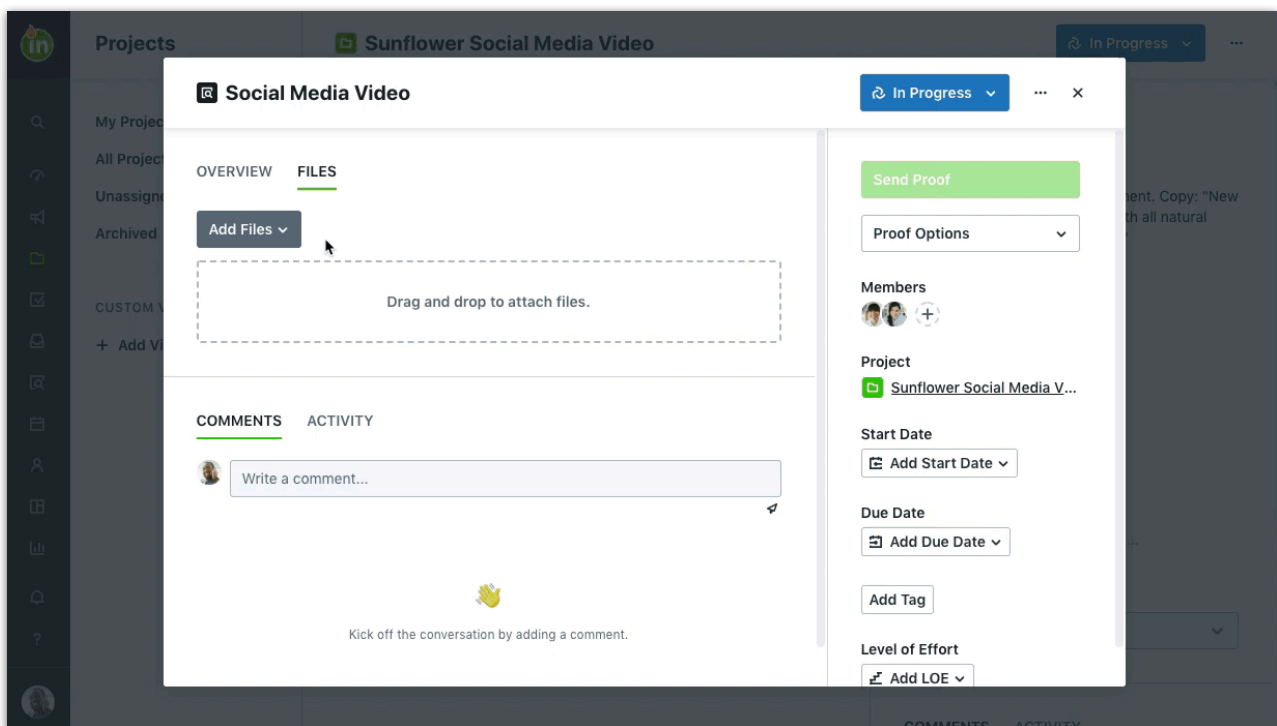 in
Projects
Sunflower Social Media Video
In Progress
Social Media Video
In Progress
My Projec
All Projec
Unassign
Archived
CUSTOM
+ Add Vi
OVERVIEW FILES
Add Files
Drag and drop to attach files.
COMMENTS ACTIVITY
Write a comment...
Kick off the conversation by adding a comment.
Send Proof
Proof Options
Members
Project
Sunflower Social Media V...
Start Date
Add Start Date
Due Date
Add Due Date
Add Tag
Level of Effort
Add LOE
ent. Copy: "New
th all natural
COMMENTS ACTIVITY